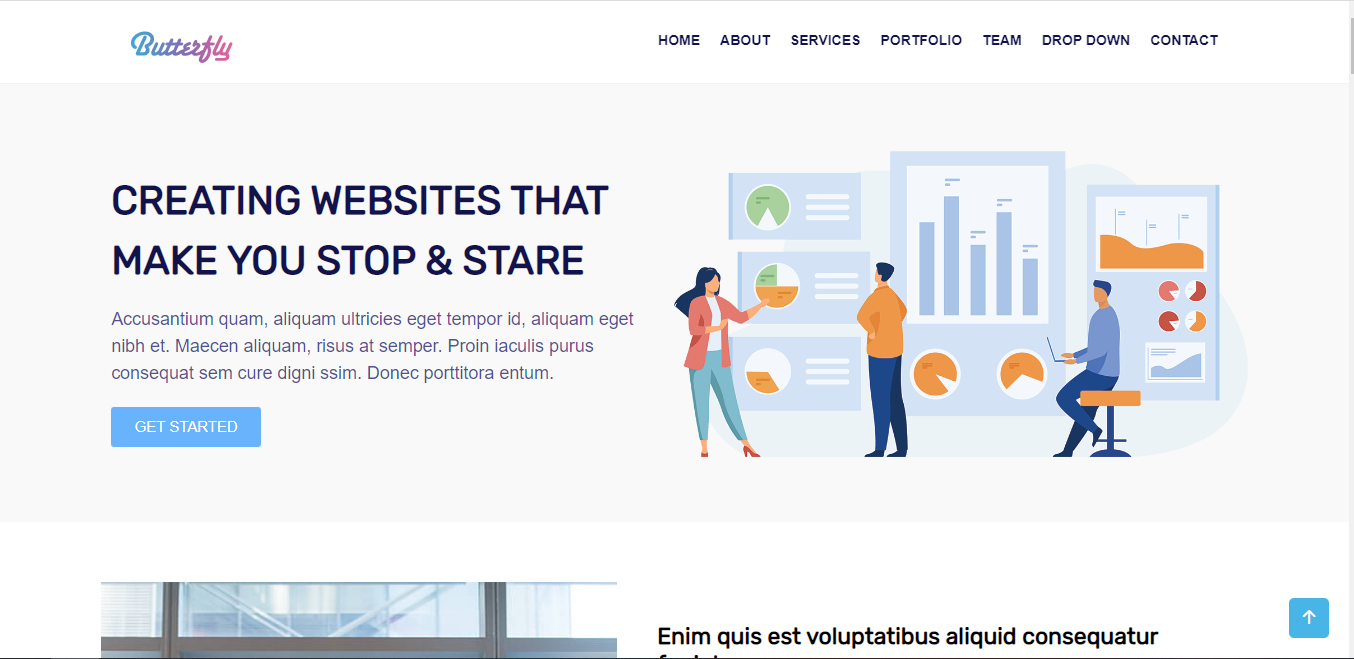 Butterfly
HOME ABOUT SERVICES PORTFOLIO TEAM DROP DOWN CONTACT
CREATING WEBSITES THAT
MAKE YOU STOP & STARE
Accusantium quam, aliquam ultricies eget tempor id, aliquam eget
nibh et. Maecen aliquam, risus at semper. Proin iaculis purus
consequat sem cure digni ssim. Donec porttitora entum.
GET STARTED
Enim quis est voluptatibus aliquid consequatur